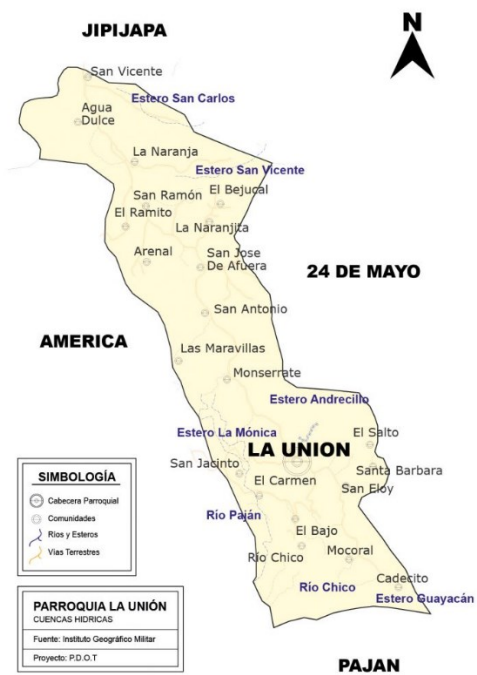 JIPIJAPA
N
San Vicente
Estero San Carlos
Agua
Dulce
La Naranja
Estero San Vicente
San Ramón
El Bejucal
El Ramito
La Naranjita
Arenal
San Jose
De Afuera
24 DE MAYO
San Antonio
AMERICA
Las Maravillas
Monserrate
Estero Andrecillo
Estero La Mónica
El Salto
LA UNION
San Jacinto
Santa Barbara
El Carmen
San Eloy
Río Paján
El Bajo
Río Chico
Mocoral
Cadecito
Río Chico
Estero Guayacán
PAJAN
SIMBOLOGÍA
Cabecera Parroquial
Comunidades
Ríos y Esteros
Vías Terrestres
PARROQUIA LA UNIÓN
CUENCAS HIDRICAS
Fuente: Instituto Geográfico Militar
Proyecto: P.D.O.T